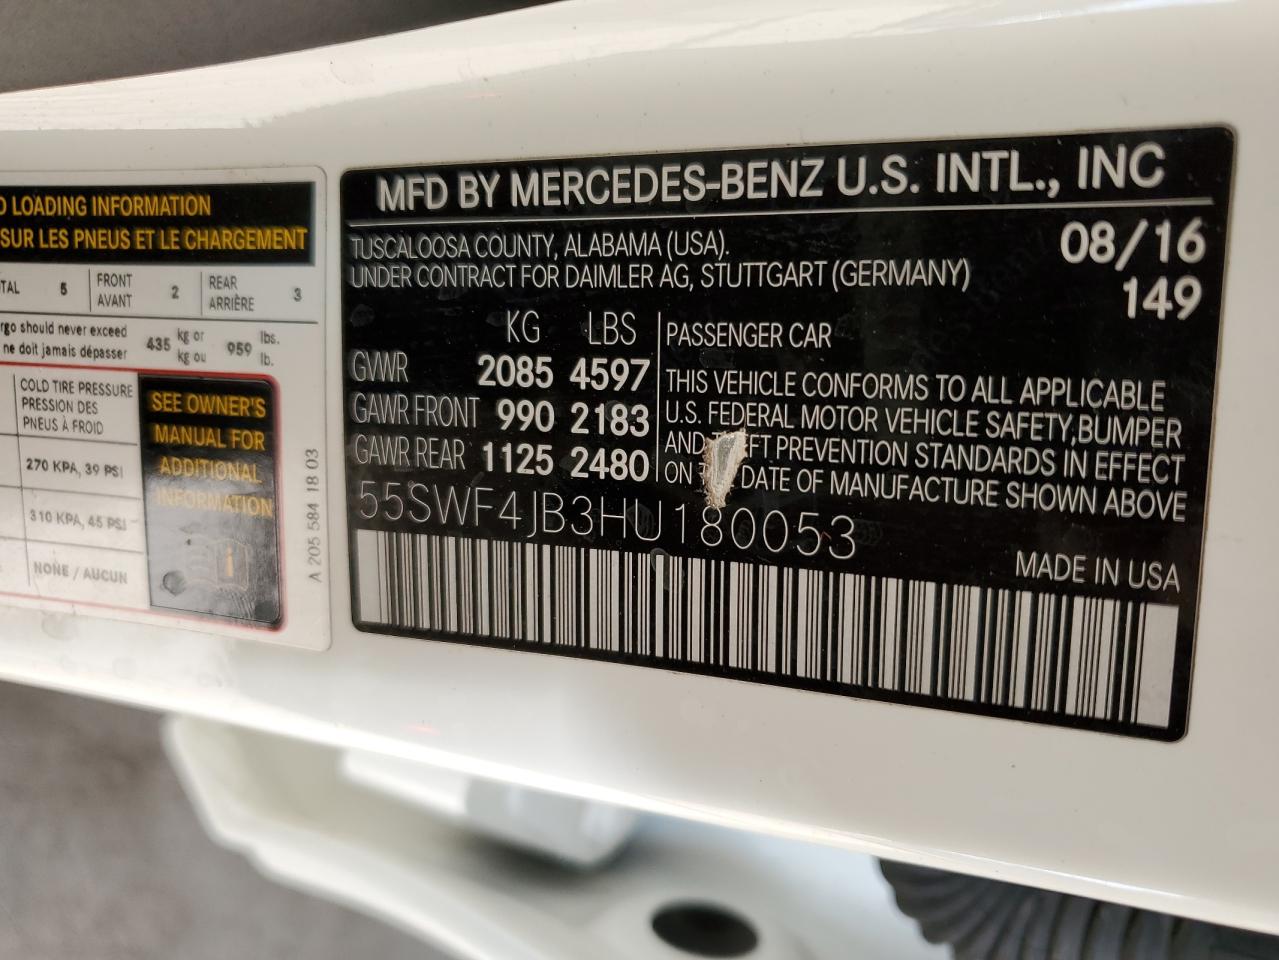 LOADING INFORMATION
SUR LES PNEUS ET LE CHARGEMENT
5
FRONT
AVANT
2
REAR
ARRIÈRE
3
should never exceed
ne doit jamais dépasser
435
kg or
kg ou
959
lbs.
lb.
COLD TIRE PRESSURE
PRESSION DES
PNEUS À FROID
270 KPA, 39 PSI
310 KPA, 45 PSI
NONE / AUCUN
SEE OWNER'S
MANUAL FOR
ADDITIONAL
INFORMATION
A 205 584 18 03
MFD BY MERCEDES-BENZ U.S. INTL., INC
TUSCALOOSA COUNTY, ALABAMA (USA).
UNDER CONTRACT FOR DAIMLER AG, STUTTGART (GERMANY)
08/16
149
KG LBS
GVWR 2085 4597
GAWR FRONT 990 2183
GAWR REAR 1125 2480
PASSENGER CAR
THIS VEHICLE CONFORMS TO ALL APPLICABLE
U.S. FEDERAL MOTOR VEHICLE SAFETY,BUMPER
AND PREVENTION STANDARDS IN EFFECT
ON DATE OF MANUFACTURE SHOWN ABOVE
55SWF4JB3HU180053
MADE IN USA